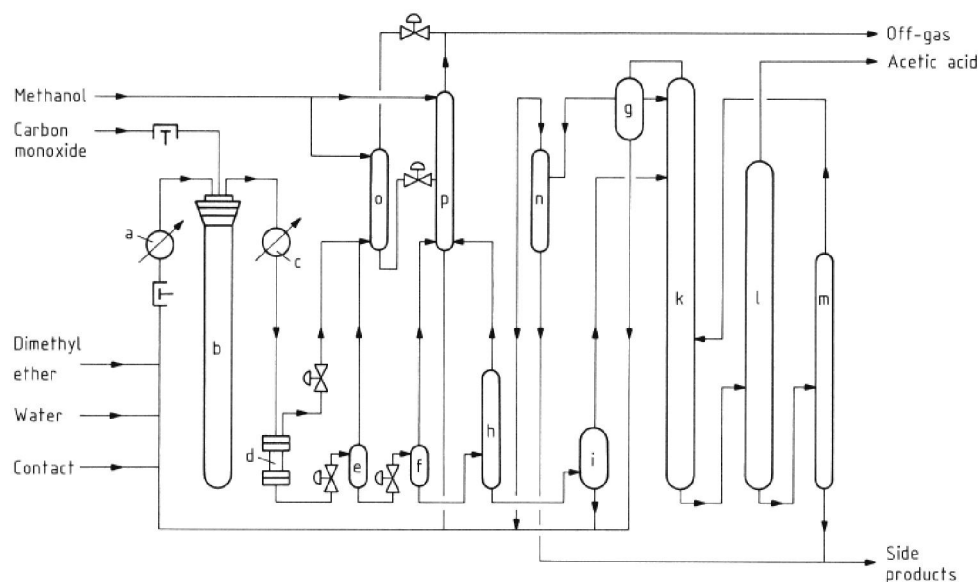 Off-gas
Acetic acid
Methanol
Carbon
monoxide
g
o
p
n
a
c
k
l
m
b
Dimethyl
ether
Water
h
d
e
f
i
Contact
Side
products